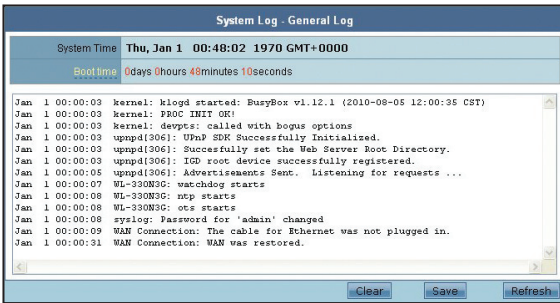 System Log - General Log
System Time Thu, Jan 1 00:48:02 1970 GMT+0000
Boot time 0days 0hours 48minutes 10seconds
Jan 1 00:00:03 kernel: klogd started: BusyBox v1.12.1 (2010-08-05 12:00:35 CST)
Jan 1 00:00:03 kernel: PROC INIT OK!
Jan 1 00:00:03 kernel: devpts: called with bogus options
Jan 1 00:00:03 upnpd[306]: UPnP SDK Successfully Initialized.
Jan 1 00:00:03 upnpd[306]: Succesfully set the Web Server Root Directory.
Jan 1 00:00:03 upnpd[306]: IGD root device successfully registered.
Jan 1 00:00:05 upnpd[306]: Advertisements Sent. Listening for requests ...
Jan 1 00:00:07 WL-330N3G: watchdog starts
Jan 1 00:00:08 WL-330N3G: ntp starts
Jan 1 00:00:08 WL-330N3G: ots starts
Jan 1 00:00:08 syslog: Password for 'admin' changed
Jan 1 00:00:09 WAN Connection: The cable for Ethernet was not plugged in.
Jan 1 00:00:31 WAN Connection: WAN was restored.
Clear Save Refresh